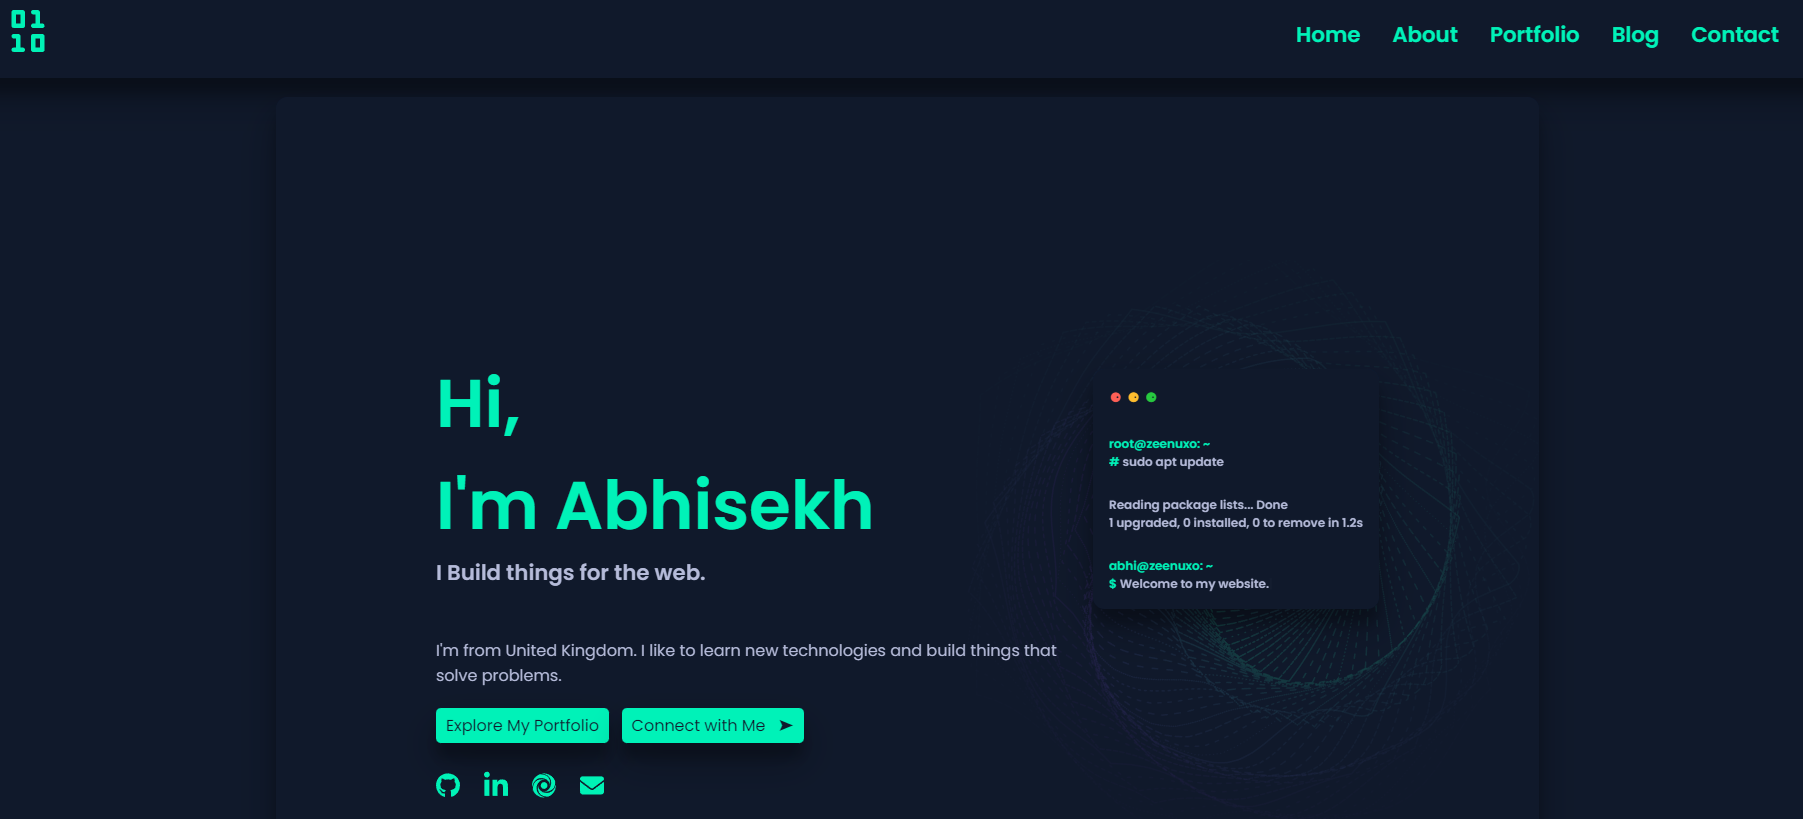 01
10
Home About Portfolio Blog Contact
Hi,
I'm Abhisekh
I Build things for the web.
I'm from United Kingdom. I like to learn new technologies and build things that
solve problems.
Explore My Portfolio
Connect with Me
in
root@zeenuxo: ~
# sudo apt update
Reading package lists... Done
1 upgraded, 0 installed, 0 to remove in 1.2s
abhi@zeenuxo: ~
$ Welcome to my website.